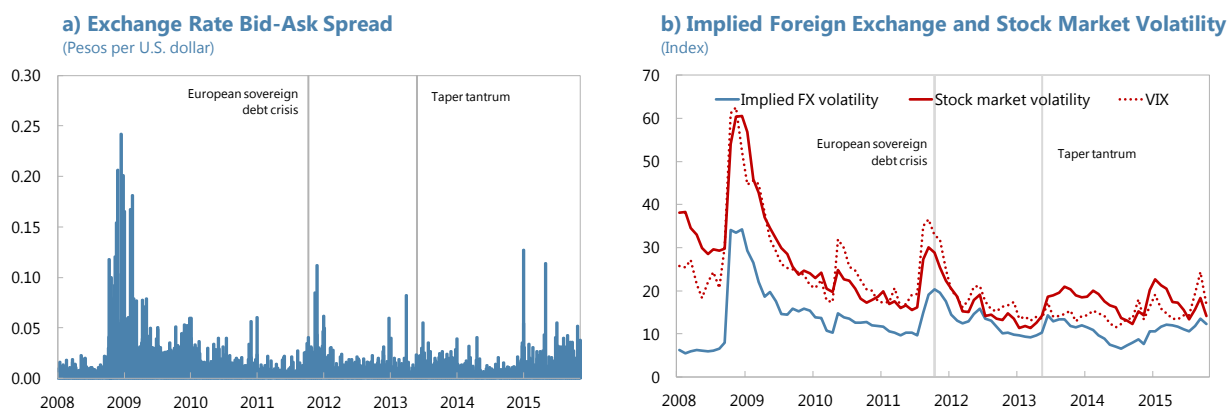 a) Exchange Rate Bid-Ask Spread
(Pesos per U.S. dollar)
0.30
0.25
0.20
0.15
0.10
0.05
0.00
European sovereign
debt crisis
Taper tantrum
2008 2009 2010 2011 2012 2013 2014 2015
b) Implied Foreign Exchange and Stock Market Volatility
(Index)
70
60
50
40
30
20
10
0
Implied FX volatility Stock market volatility VIX
European sovereign
debt crisis
Taper tantrum
2008 2009 2010 2011 2012 2013 2014 2015